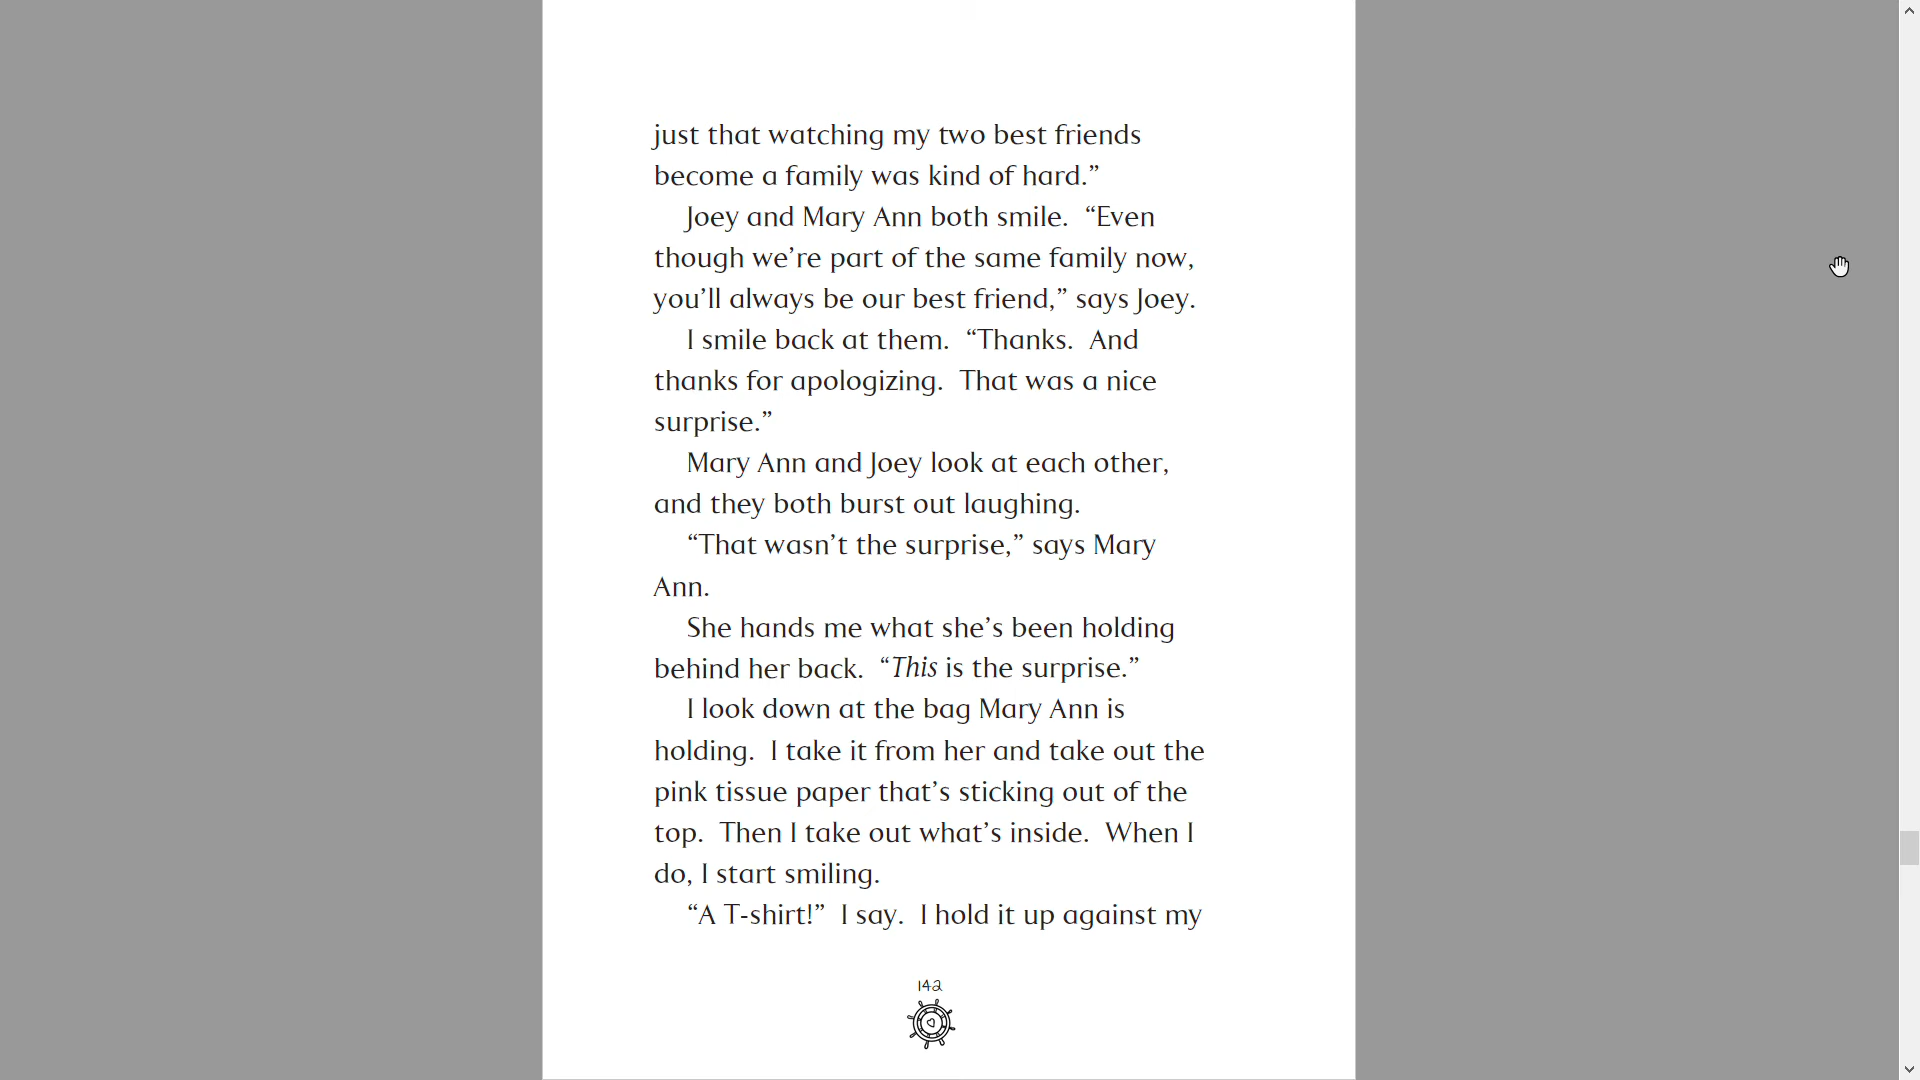 just that watching my two best friends
become a family was kind of hard.”
Joey and Mary Ann both smile.  “Even
though we’re part of the same family now,
you’ll always be our best friend,” says Joey.
I smile back at them.  “Thanks.  And
thanks for apologizing.  That was a nice
surprise.”
Mary Ann and Joey look at each other,
and they both burst out laughing.
“That wasn’t the surprise,” says Mary
Ann.
She hands me what she’s been holding
behind her back.  “This is the surprise.”
I look down at the bag Mary Ann is
holding.  I take it from her and take out the
pink tissue paper that’s sticking out of the
top.  Then I take out what’s inside.  When I
do, I start smiling.
“A T-shirt!”  I say.  I hold it up against my
142